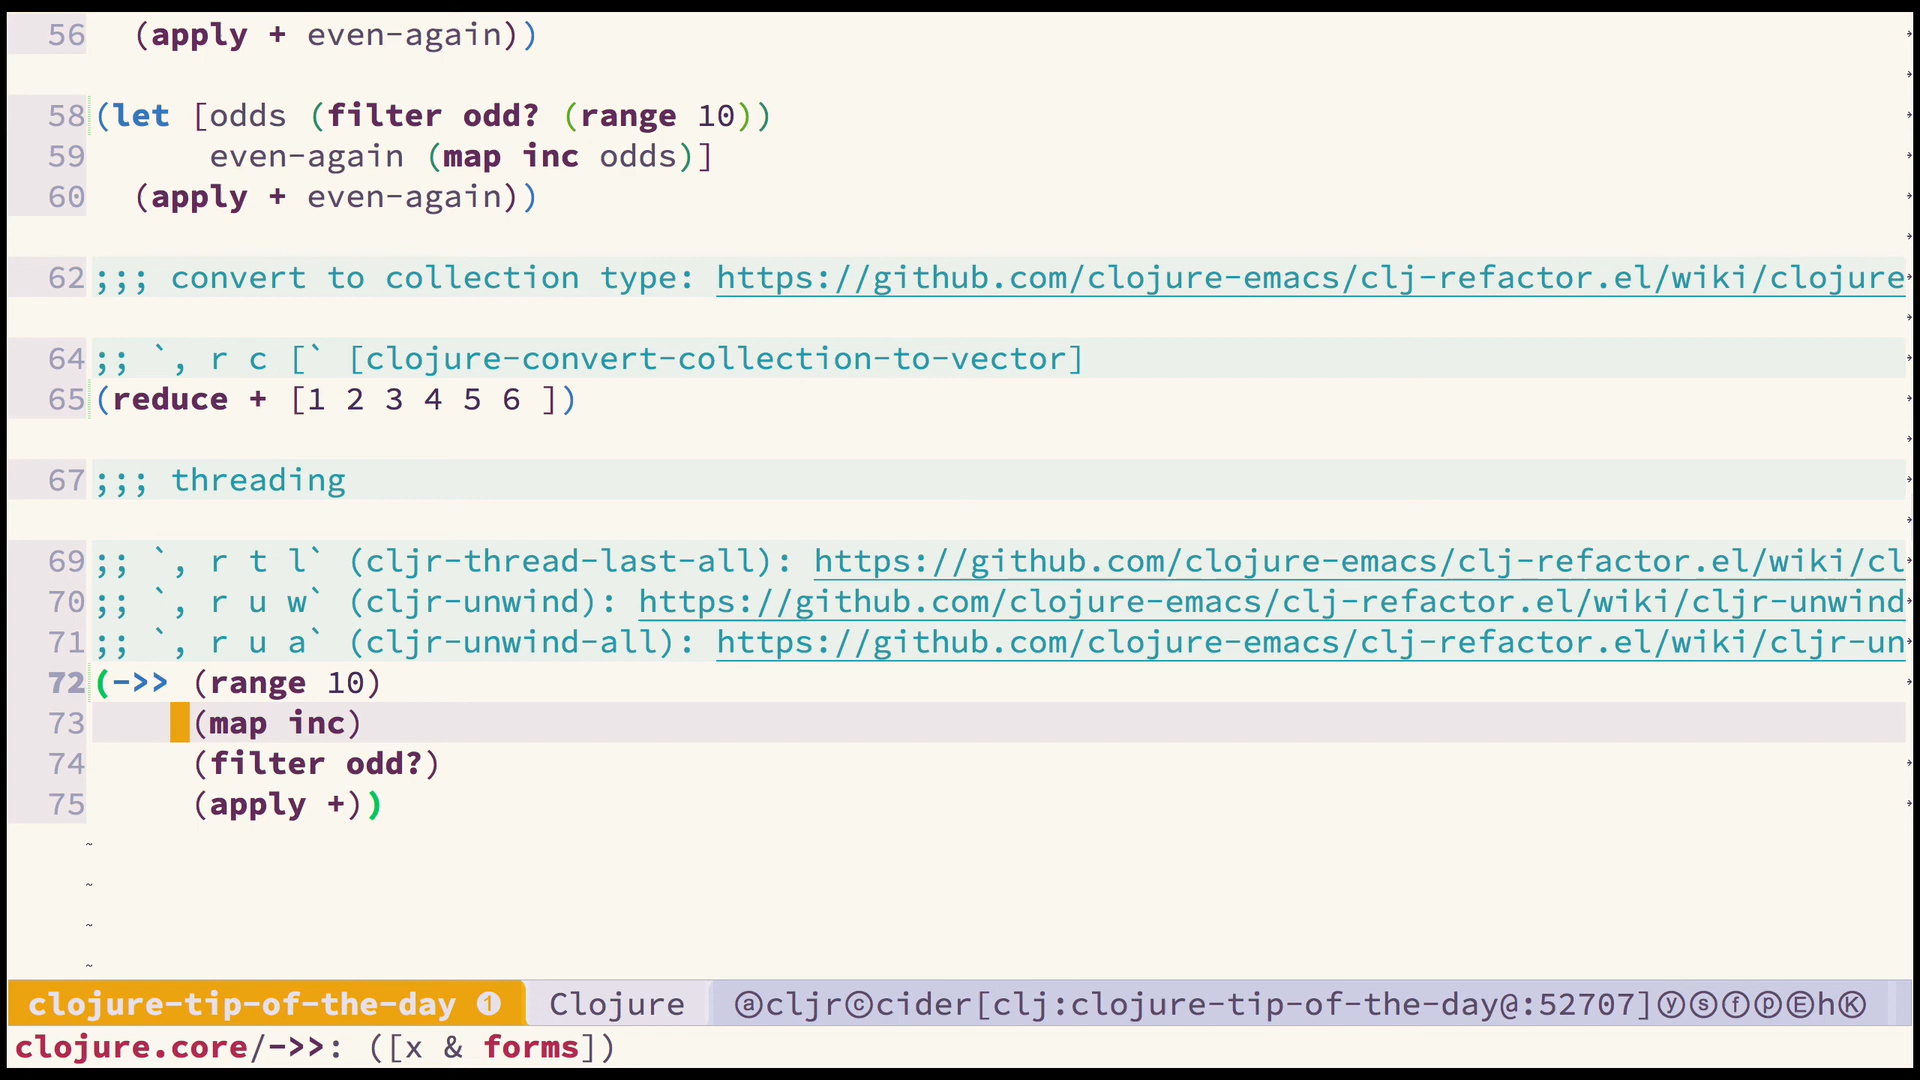 56 (apply + even-again))
58 (let [odds (filter odd? (range 10))
59 even-again (map inc odds)]
60 (apply + even-again))
62 ;;; convert to collection type: https://github.com/clojure-emacs/clj-refactor.el/wiki/clojure
64 ;; `, r c [` [clojure-convert-collection-to-vector]
65 (reduce + [1 2 3 4 5 6 ])
67 ;;; threading
69 ;; `, r t l` (cljr-thread-last-all): https://github.com/clojure-emacs/clj-refactor.el/wiki/cl
70 ;; `, r u w` (cljr-unwind): https://github.com/clojure-emacs/clj-refactor.el/wiki/cljr-unwind
71 ;; `, r u a` (cljr-unwind-all): https://github.com/clojure-emacs/clj-refactor.el/wiki/cljr-un
72 (->> (range 10)
73 (map inc)
74 (filter odd?)
75 (apply +))
~
~
~
~
clojure-tip-of-the-day ❶ Clojure ⓐcljrⓒcider[clj:clojure-tip-of-the-day@:52707]ⓨⓢⓕⓟⒺhⓀ
clojure.core/->>: ([x & forms])